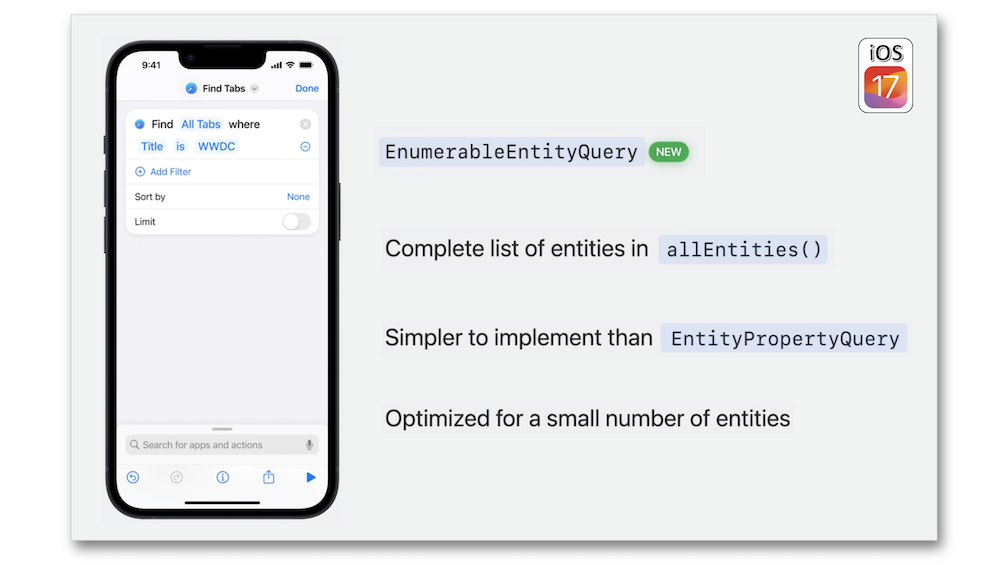 9:41
Find Tabs
Done
Find All Tabs where
Title is WWDC
Add Filter
Sort by None
Limit
Search for apps and actions
iOS
17
EnumerableEntityQuery NEW
Complete list of entities in allEntities()
Simpler to implement than EntityPropertyQuery
Optimized for a small number of entities